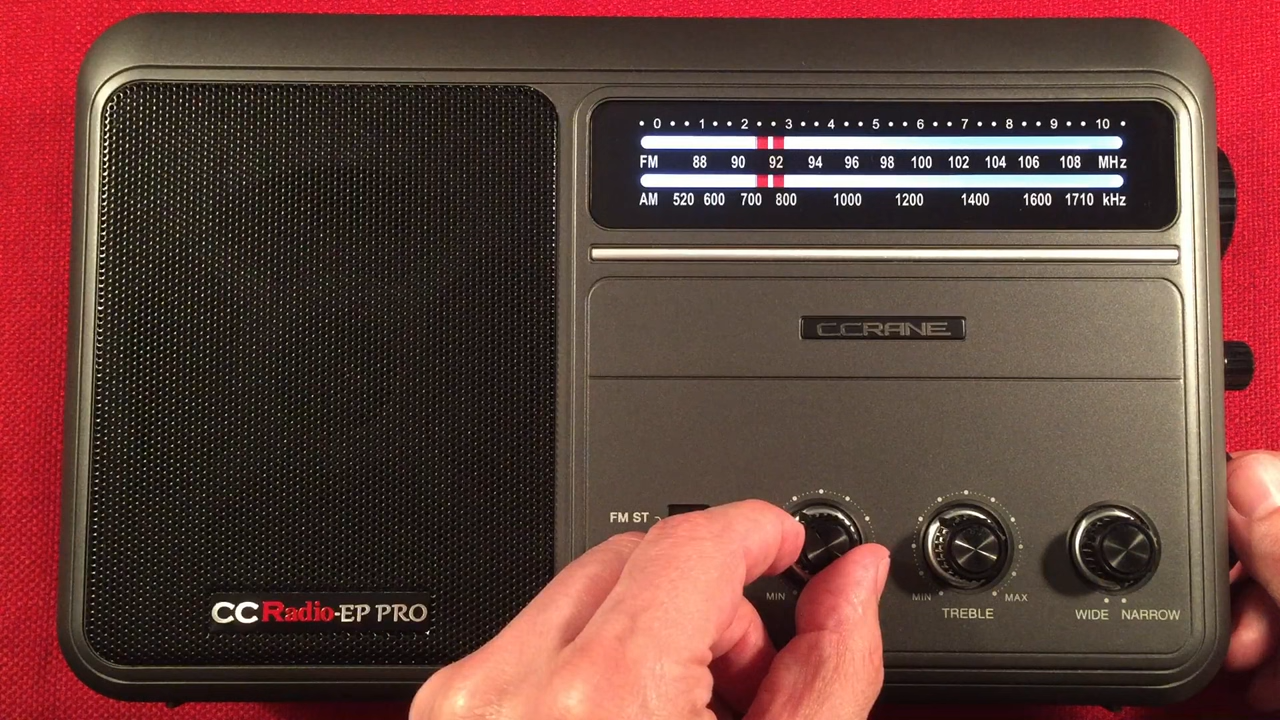 0 1 2 3 4 5 6 7 8 9 10
FM 88 90 92 94 96 98 100 102 104 106 108 MHz
AM 520 600 700 800 1000 1200 1400 1600 1710 kHz
CCRANE
FM ST
MIN
MIN MAX
TREBLE
WIDE NARROW
CCRadio-EP PRO